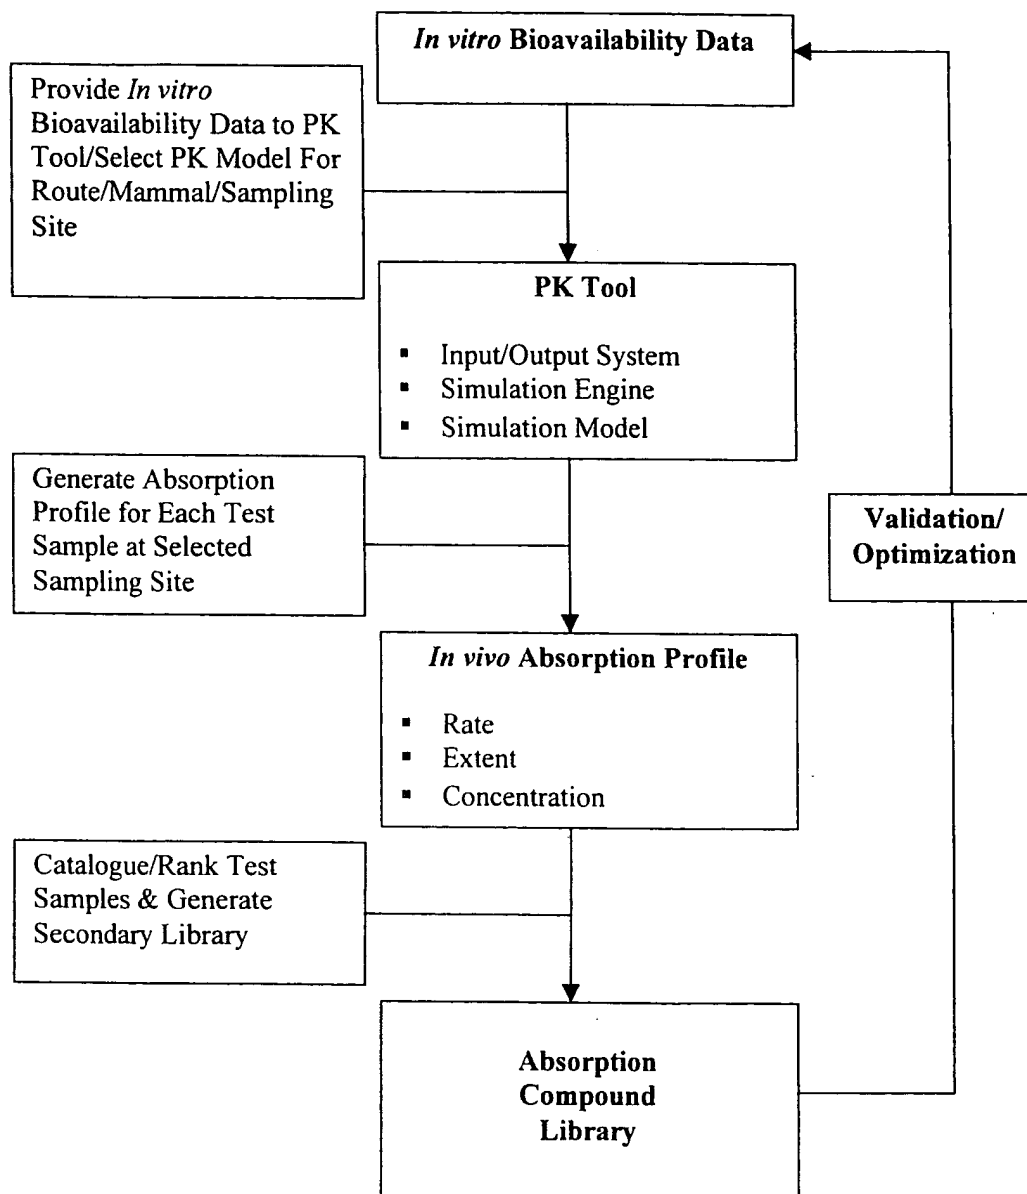 In vitro Bioavailability Data
Provide In vitro
Bioavailability Data to PK
Tool/Select PK Model For
Route/Mammal/Sampling
Site
PK Tool
▪ Input/Output System
▪ Simulation Engine
▪ Simulation Model
Generate Absorption
Profile for Each Test
Sample at Selected
Sampling Site
Validation/
Optimization
In vivo Absorption Profile
▪ Rate
▪ Extent
▪ Concentration
Catalogue/Rank Test
Samples & Generate
Secondary Library
Absorption
Compound
Library